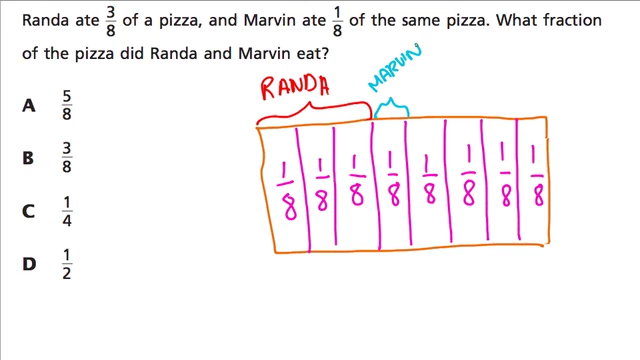 Randa ate 3/8 of a pizza, and Marvin ate 1/8 of the same pizza. What fraction
of the pizza did Randa and Marvin eat?
A 5/8
B 3/8
C 1/4
D 1/2
RANDA
MARVIN
1/8 1/8 1/8 1/8 1/8 1/8 1/8 1/8